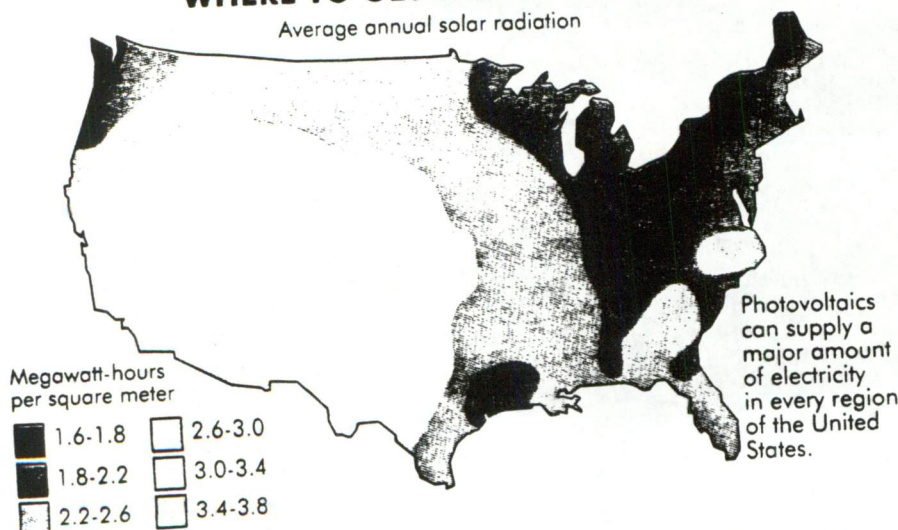 WHERE TO
Average annual solar radiation
Photovoltaics
can supply a
major amount
of electricity
in every region
of the United
States.
Megawatt-hours
per square meter
1.6-1.8
2.6-3.0
1.8-2.2
3.0-3.4
2.2-2.6
3.4-3.8